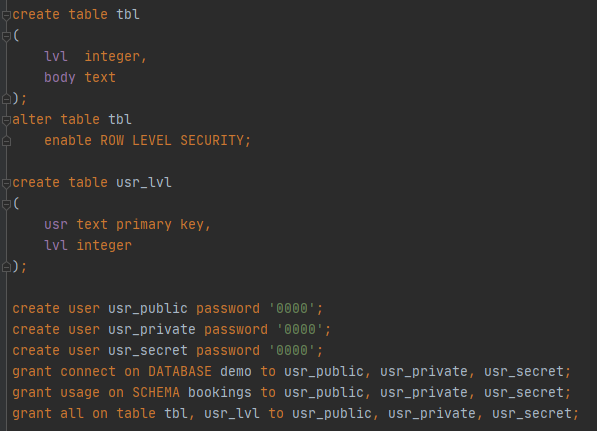 create table tbl
(
    lvl  integer,
    body text
);
alter table tbl
    enable ROW LEVEL SECURITY;
create table usr_lvl
(
    usr text primary key,
    lvl integer
);
create user usr_public password '0000';
create user usr_private password '0000';
create user usr_secret password '0000';
grant connect on DATABASE demo to usr_public, usr_private, usr_secret;
grant usage on SCHEMA bookings to usr_public, usr_private, usr_secret;
grant all on table tbl, usr_lvl to usr_public, usr_private, usr_secret;